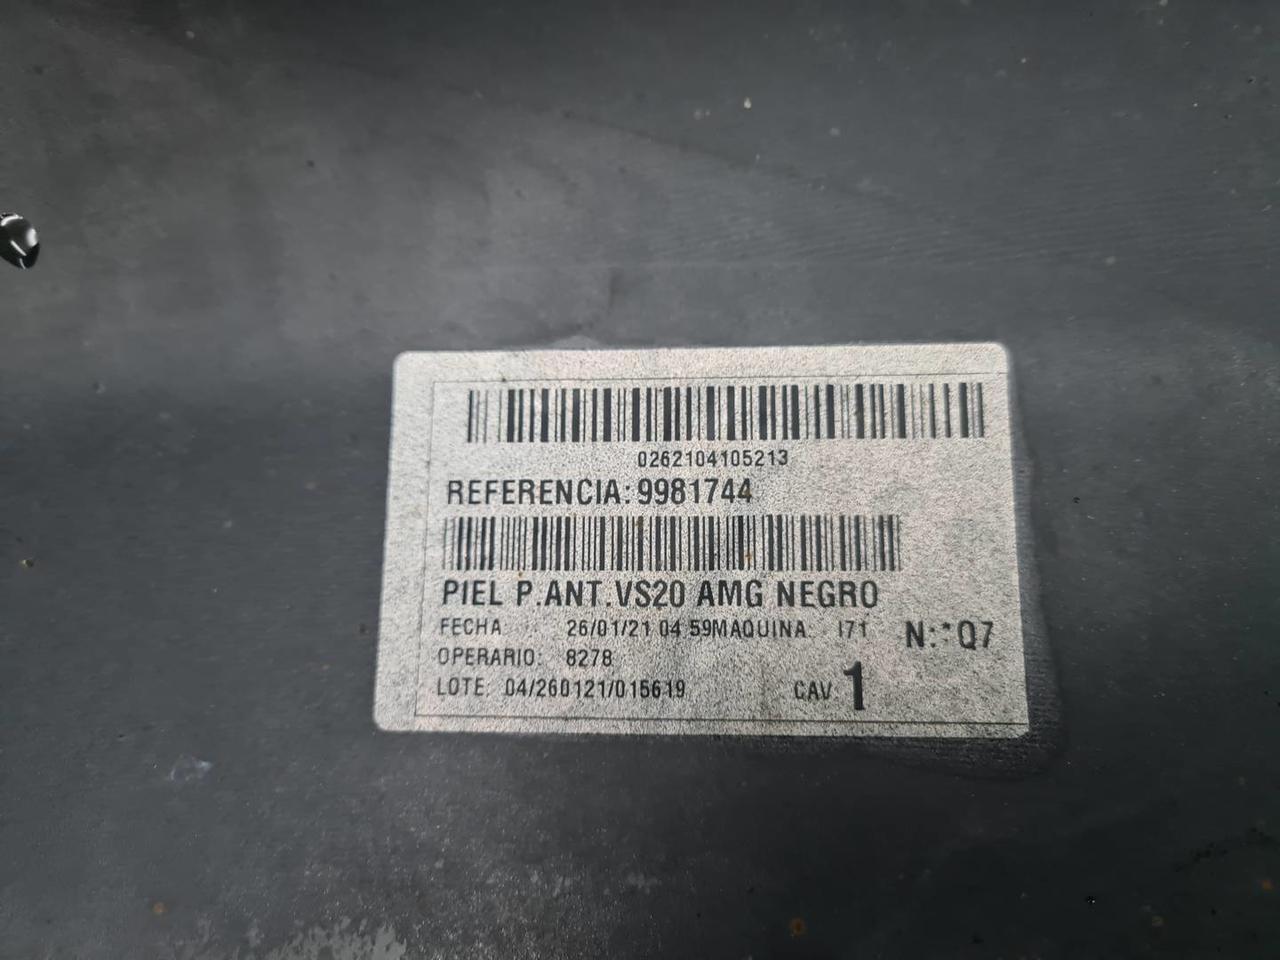 0262104105213
REFERENCIA: 9981744
PIEL P.ANT.VS20 AMG NEGRO
FECHA: 26/01/21 04:59MAQUINA: I71 N:*Q7
OPERARIO: 8278
LOTE: 04/260121/015619 CAV 1